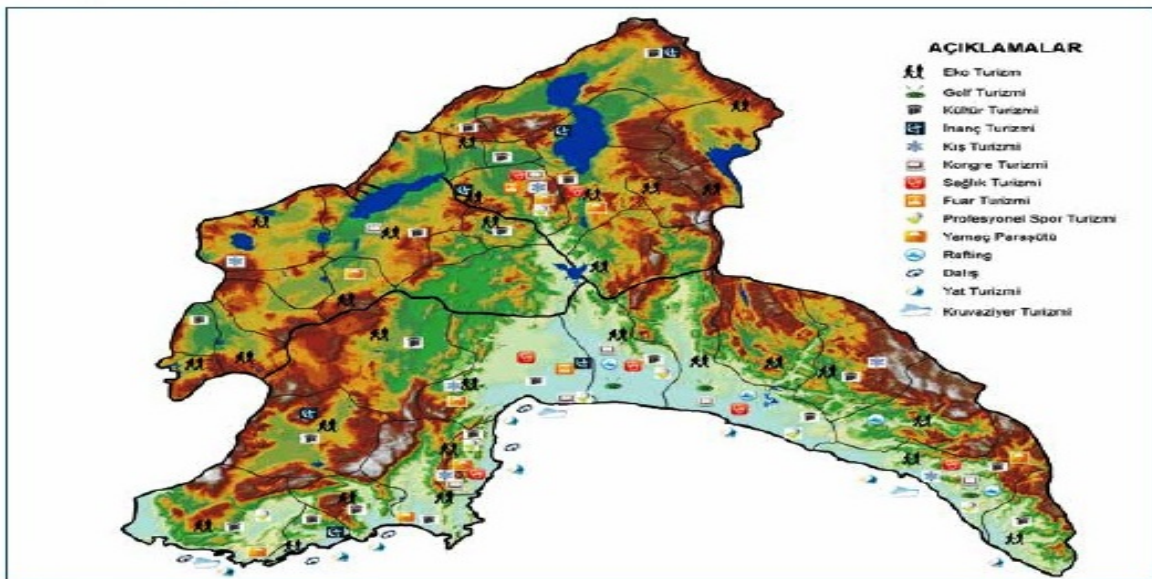 AÇIKLAMALAR
Eko Turizm
Golf Turizmi
Kültür Turizmi
İnanç Turizmi
Kış Turizmi
Kongre Turizmi
Sağlık Turizmi
Fuar Turizmi
Profesyonel Spor Turizmi
Yamaç Paraşütü
Rafting
Dalış
Yat Turizmi
Kruvaziyer Turizmi